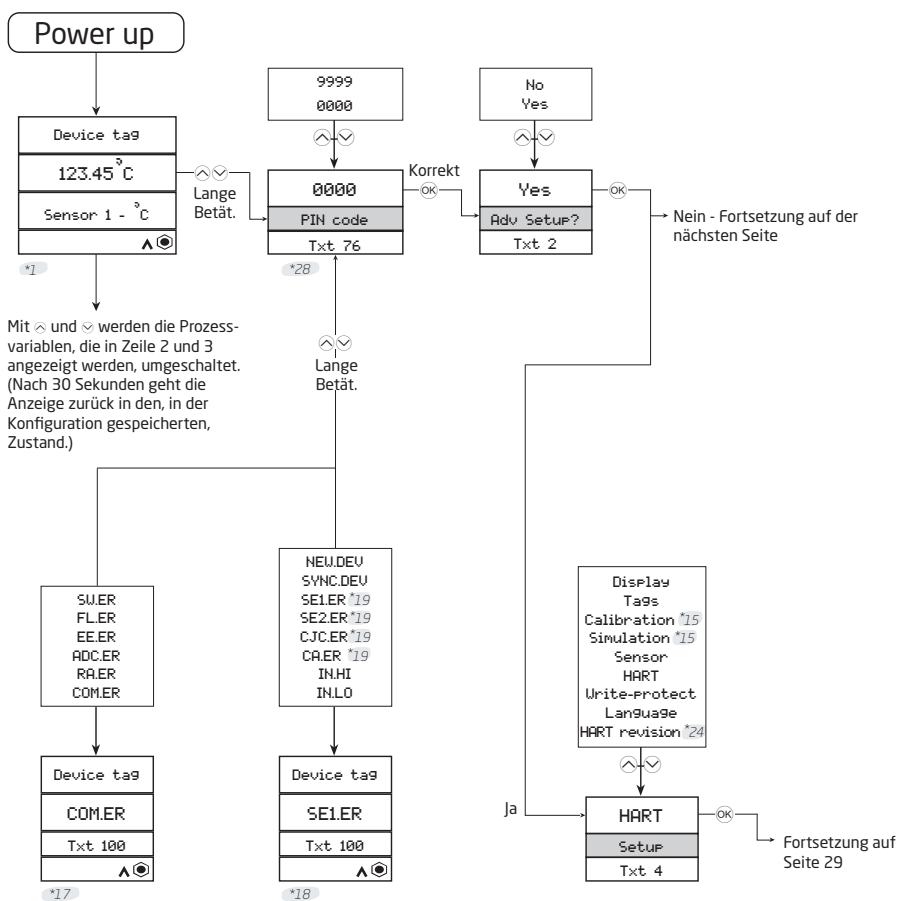 Power up
Device tag
123.45 °C
Sensor 1 - °C
*1
Mit und werden die Prozess-
variablen, die in Zeile 2 und 3
angezeigt werden, umgeschaltet.
(Nach 30 Sekunden geht die
Anzeige zurück in den, in der
Konfiguration gespeicherten,
Zustand.)
Lange
Betät.
9999
0000
0000
PIN code
Txt 76
*28
Korrekt
OK
No
Yes
Yes
Adv Setup?
Txt 2
OK
Nein - Fortsetzung auf der
nächsten Seite
Lange
Betät.
SW.ER
FL.ER
EE.ER
ADC.ER
RA.ER
COM.ER
Device tag
COM.ER
Txt 100
*17
NEW.DEV
SYNC.DEV
SE1.ER *19
SE2.ER *19
CJC.ER *19
CA.ER *19
IN.HI
IN.LO
Device tag
SE1.ER
Txt 100
*18
Display
Tags
Calibration *15
Simulation *15
Sensor
HART
Write-protect
Language
HART revision *24
Ja
HART
Setup
Txt 4
OK
Fortsetzung auf
Seite 29